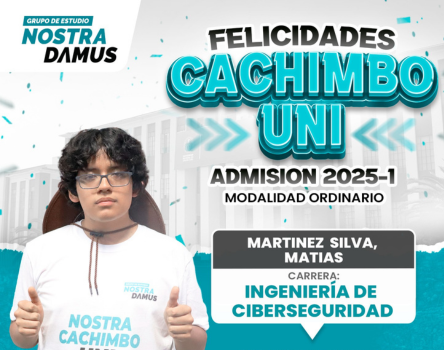 GRUPO DE ESTUDIO
NOSTRA
DAMUS
FELICIDADES
CACHIMBO
UNI
ADMISION 2025-1
MODALIDAD ORDINARIO
MARTINEZ SILVA,
MATIAS
CARRERA:
INGENIERÍA DE
CIBERSEGURIDAD
NOSTRA
DAMUS
NOSTRA
CACHIMBO
UNI